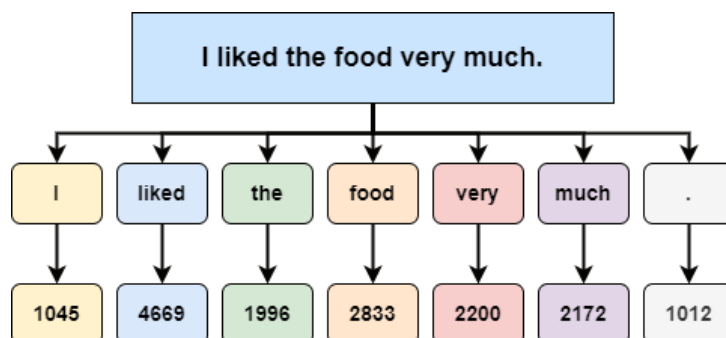 I liked the food very much.
I liked the food very much .
1045 4669 1996 2833 2200 2172 1012